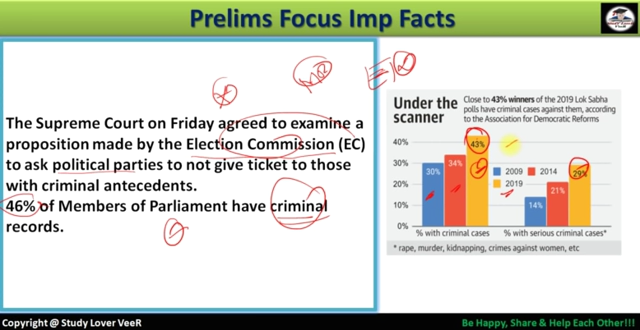 Prelims Focus Imp Facts
The Supreme Court on Friday agreed to examine a
proposition made by the Election Commission (EC)
to ask political parties to not give ticket to those
with criminal antecedents.
46% of Members of Parliament have criminal
records.
Under the
scanner
Close to 43% winners of the 2019 Lok Sabha
polls have criminal cases against them, according
to the Association for Democratic Reforms
40%
30%
20%
10%
0%
30%
34%
43%
2009
2014
2019
14%
21%
29%
% with criminal cases
% with serious criminal cases*
* rape, murder, kidnapping, crimes against women, etc
Copyright @ Study Lover VeeR
Be Happy, Share & Help Each Other!!!